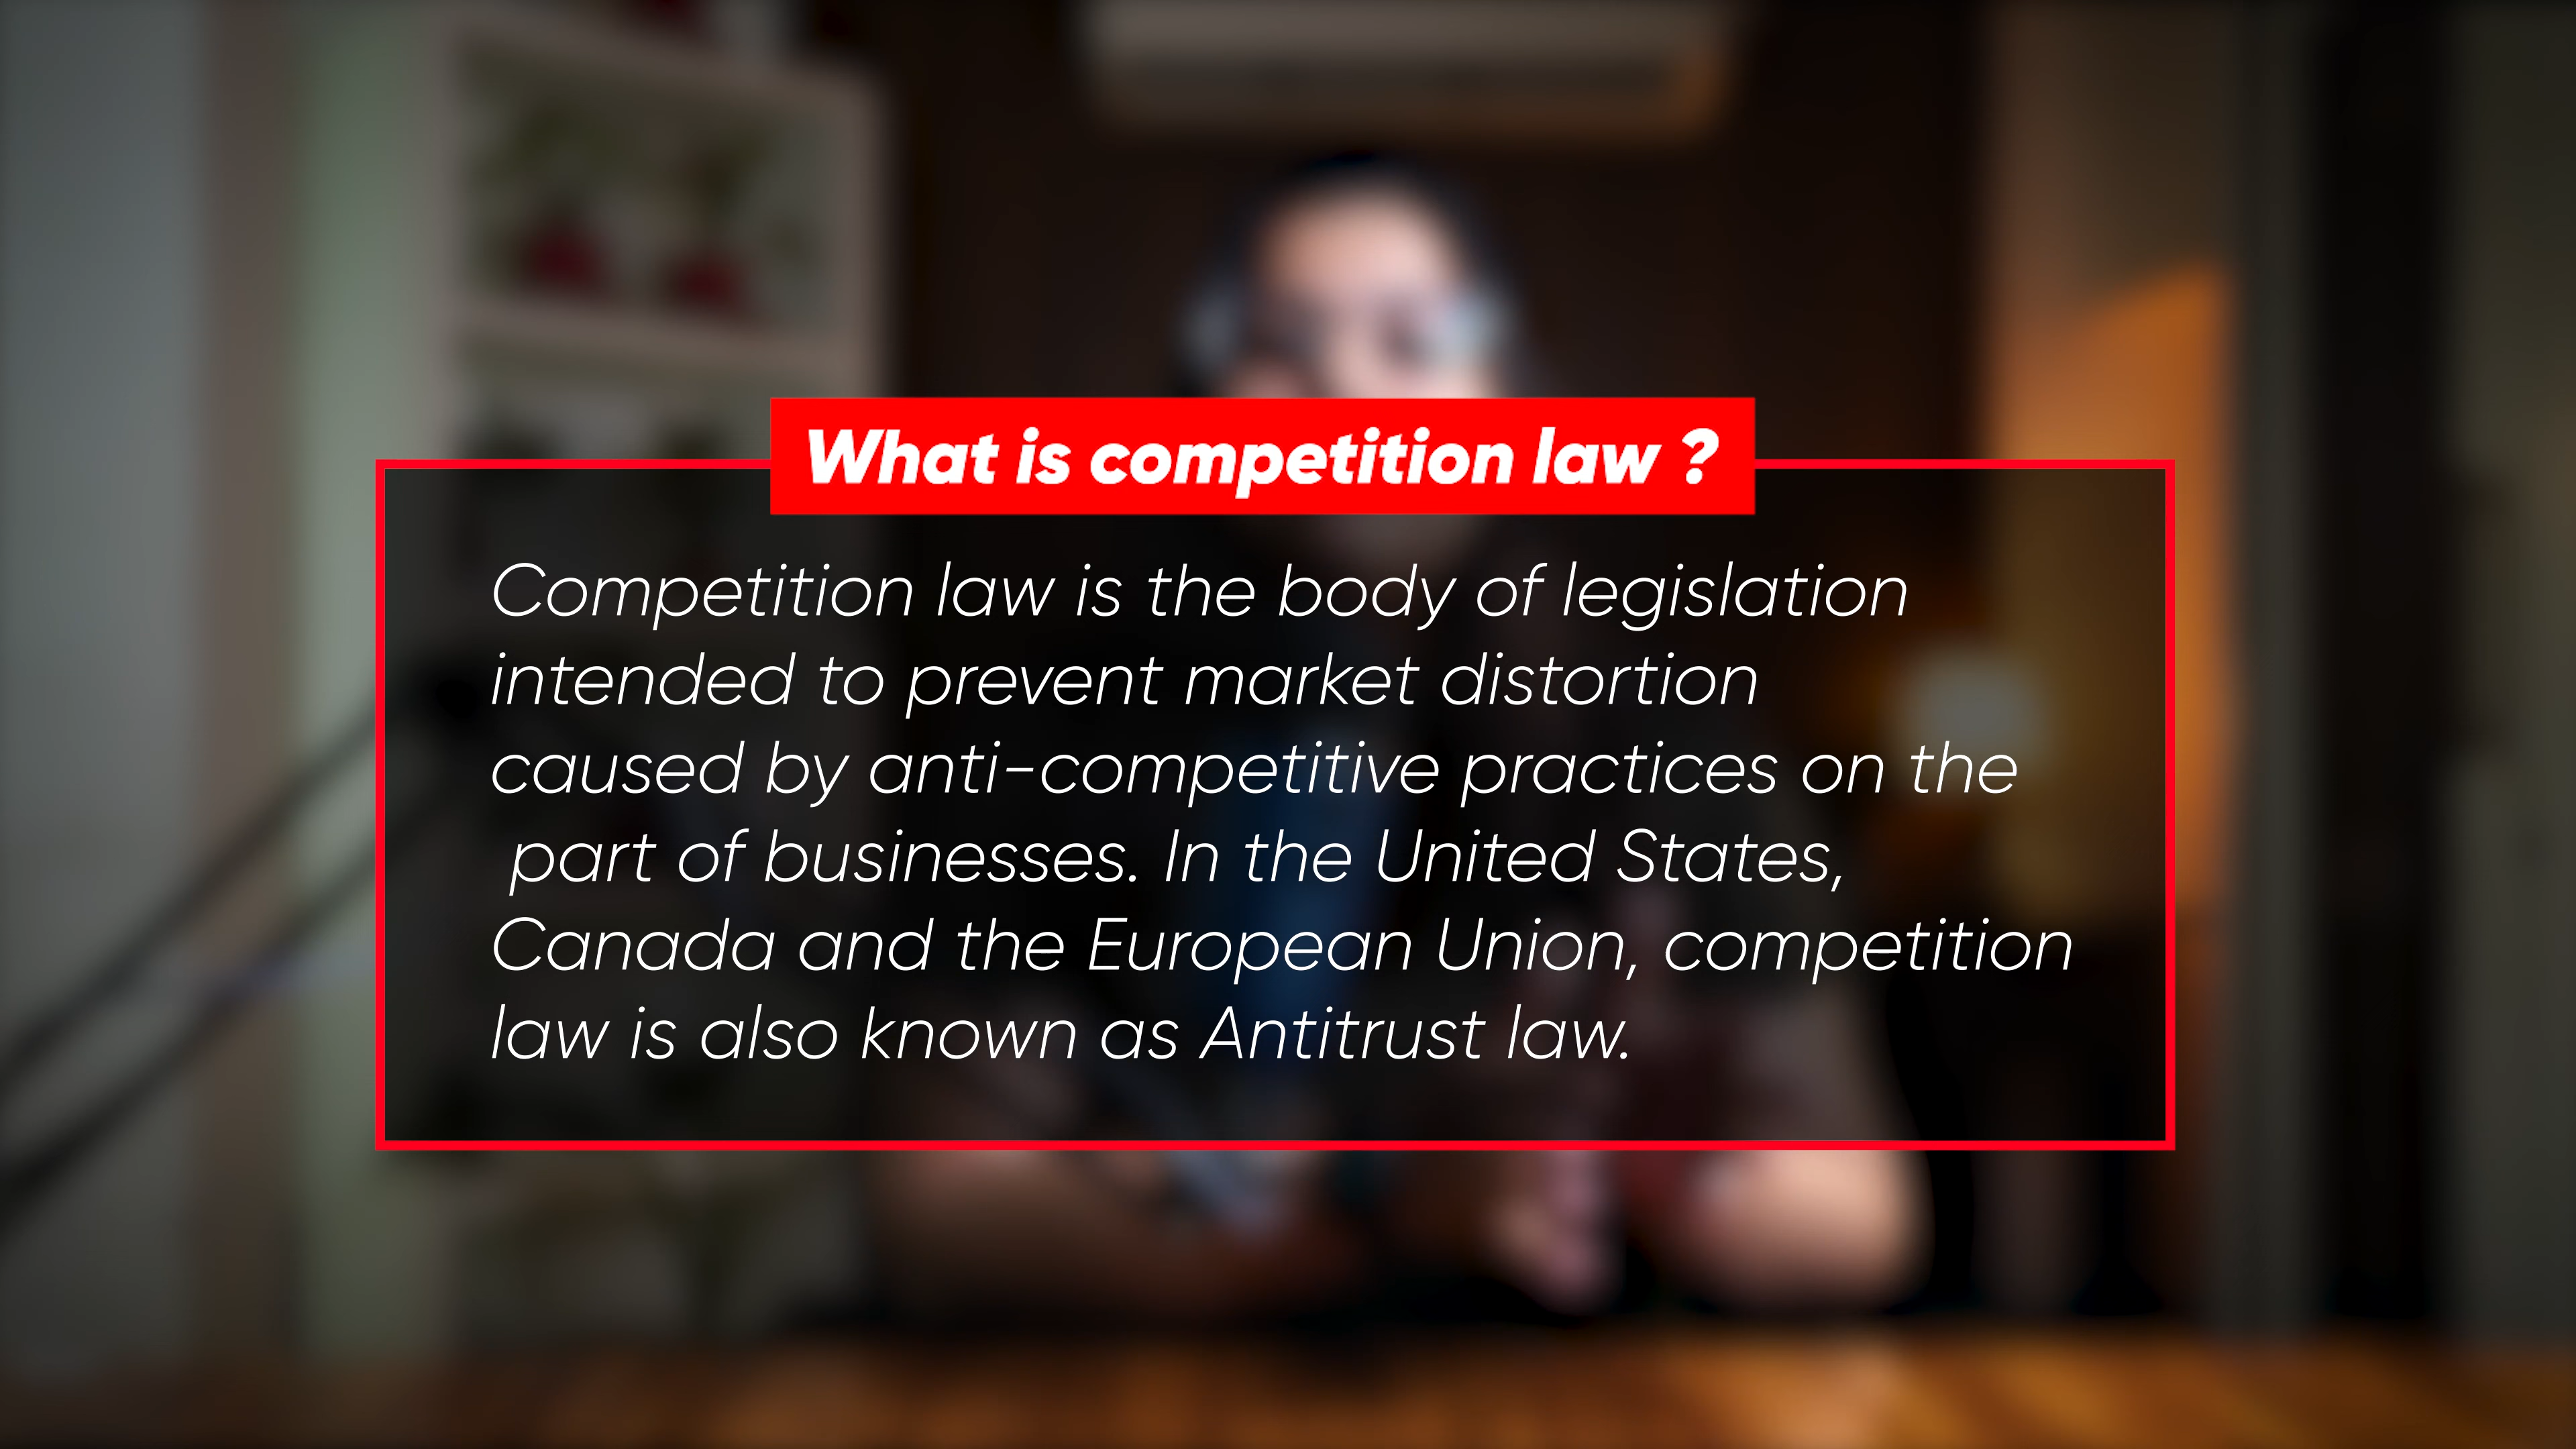 What is competition law ?
Competition law is the body of legislation
intended to prevent market distortion
caused by anti-competitive practices on the
part of businesses. In the United States,
Canada and the European Union, competition
law is also known as Antitrust law.